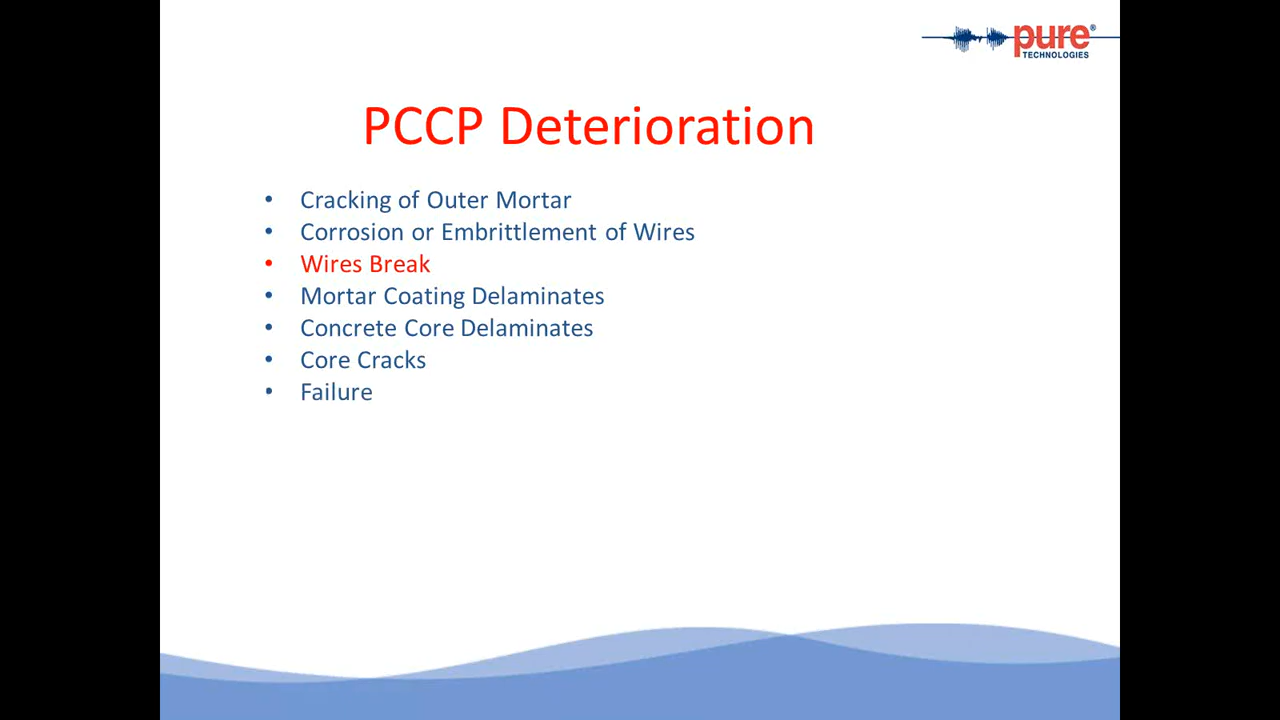 pure®
TECHNOLOGIES
PCCP Deterioration
• Cracking of Outer Mortar
• Corrosion or Embrittlement of Wires
• Wires Break
• Mortar Coating Delaminates
• Concrete Core Delaminates
• Core Cracks
• Failure